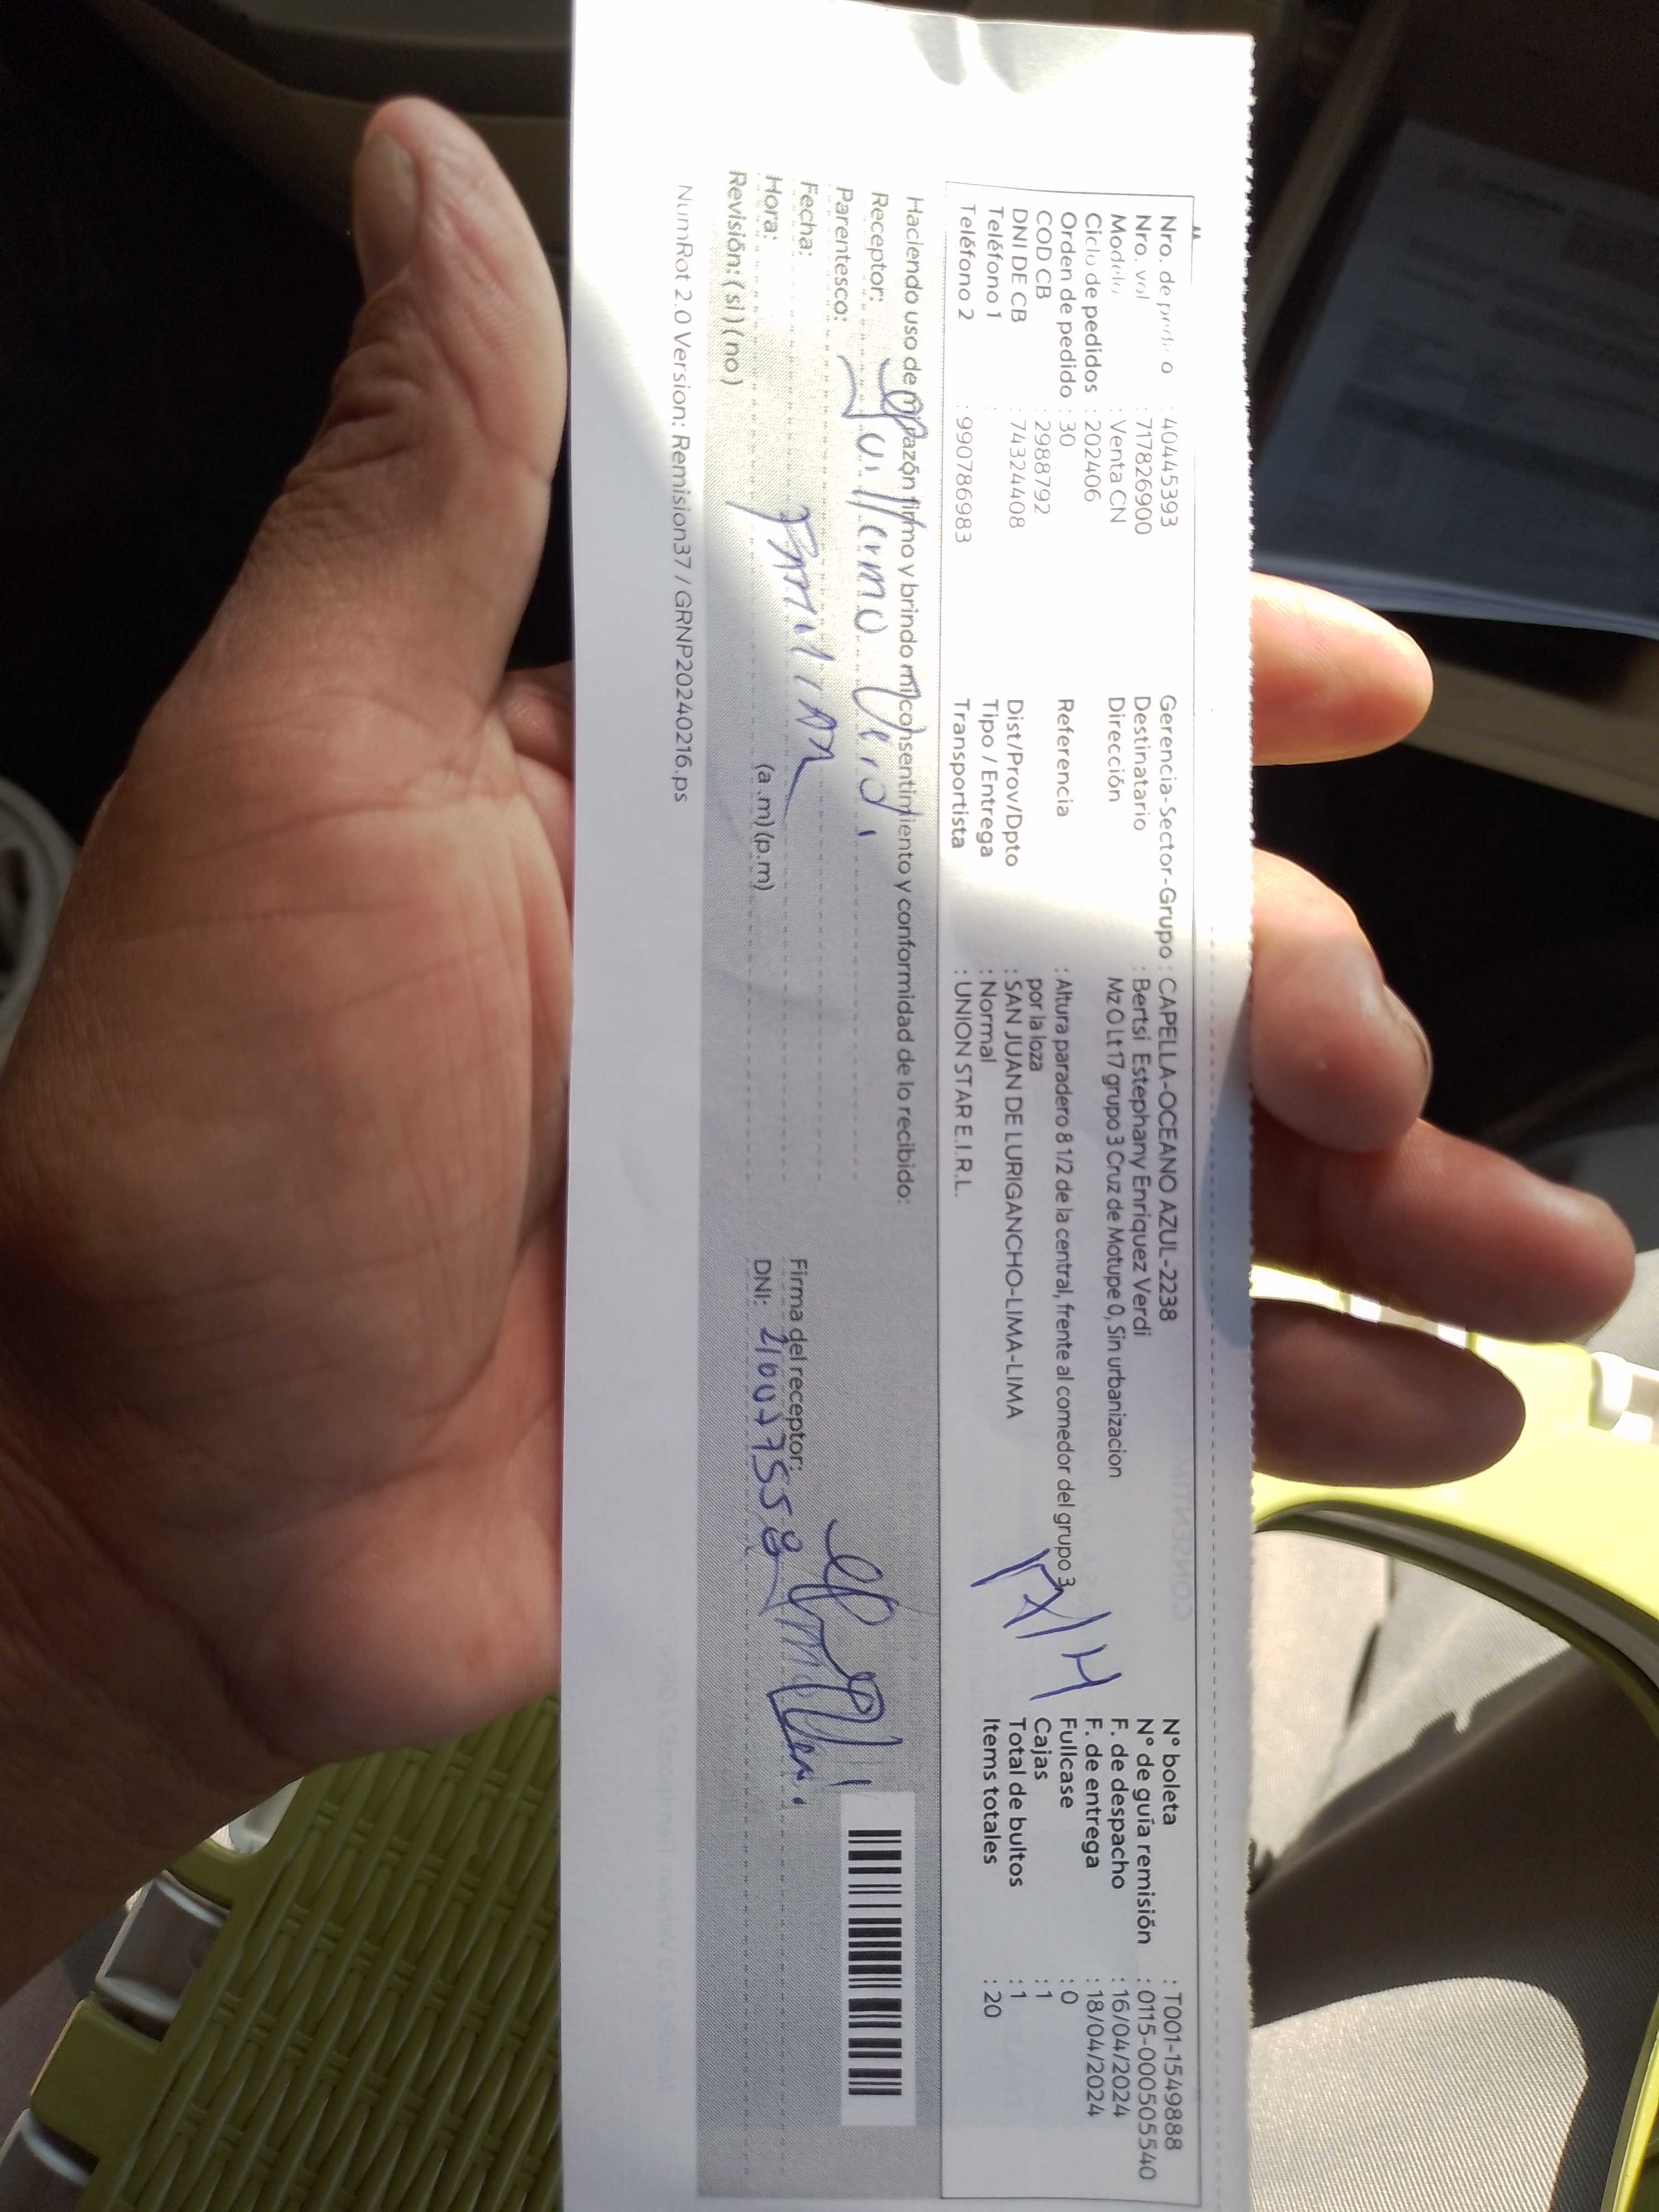 Nro. de pedido : 40445393
Nro. vol : 717826900
Modelo : Venta CN
Ciclo de pedidos : 202406
Orden de pedido : 30
COD CB : 2988792
DNI DE CB : 74324408
Teléfono 1 :
Teléfono 2 : 990786983
Gerencia-Sector-Grupo : CAPELLA-OCEANO AZUL-2238
Destinatario : Bertsi Estephany Enriquez Verdi
Dirección Mz O Lt 17 grupo 3 Cruz de Motupe 0, Sin urbanizacion
Referencia : Altura paradero 8 1/2 de la central, frente al comedor del grupo 3
por la loza
Dist/Prov/Dpto : SAN JUAN DE LURIGANCHO-LIMA-LIMA
Tipo / Entrega : Normal
Transportista : UNION STAR E.I.R.L.
N° boleta : T001-1549888
N° de guía remisión : 0115-000505540
F. de despacho : 16/04/2024
F. de entrega : 18/04/2024
Fullcase : 0
Cajas : 1
Total de bultos : 1
Items totales : 20
Haciendo uso de mi razón firmo y brindo mi consentimiento y conformidad de lo recibido:
Receptor: Guillermo Verdi
Parentesco:
Fecha: FAMILIAR
Hora: (a.m) (p.m)
Revisión: (si) (no)
Firma del receptor:
DNI:
NumRot 2.0 Version: Remision37 / GRNP20240216.ps